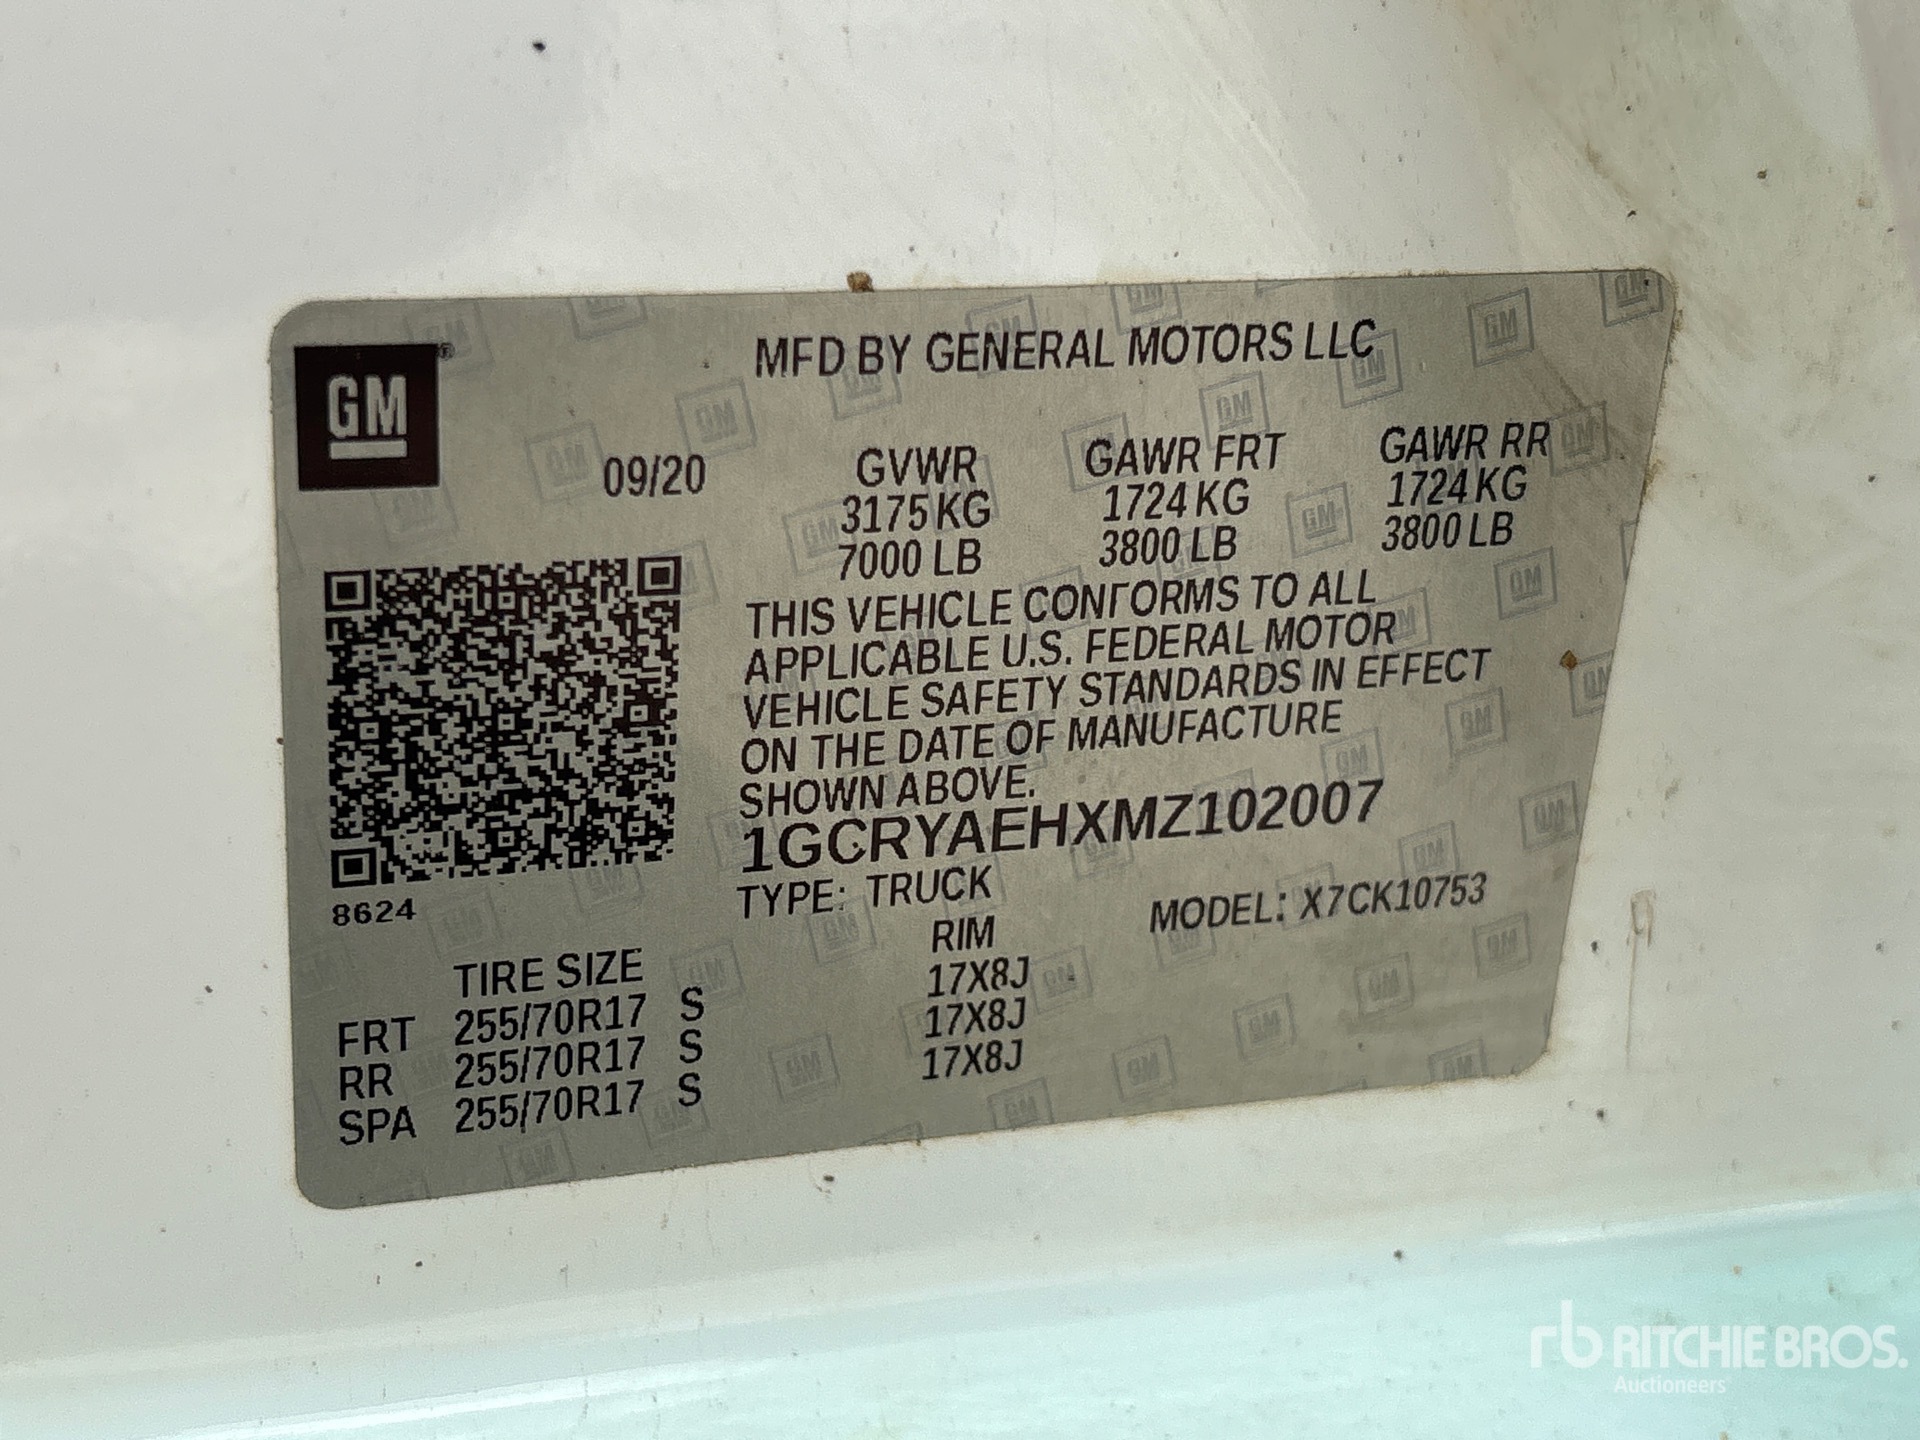 GM®
MFD BY GENERAL MOTORS LLC
09/20
GVWR GAWR FRT GAWR RR
3175 KG 1724 KG 1724 KG
7000 LB 3800 LB 3800 LB
THIS VEHICLE CONFORMS TO ALL
APPLICABLE U.S. FEDERAL MOTOR
VEHICLE SAFETY STANDARDS IN EFFECT
ON THE DATE OF MANUFACTURE
SHOWN ABOVE.
1GCRYAEHXMZ102007
TYPE: TRUCK MODEL: X7CK10753
8624
TIRE SIZE RIM
FRT 255/70R17 S 17X8J
RR 255/70R17 S 17X8J
SPA 255/70R17 S 17X8J
rb RITCHIE BROS.
Auctioneers